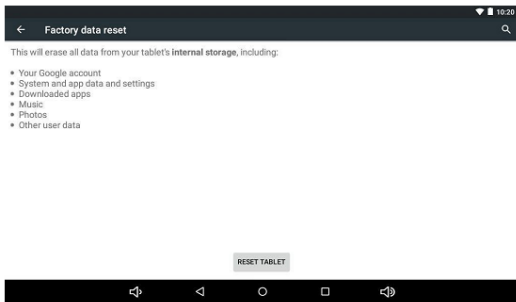 10:20
Factory data reset
This will erase all data from your tablet's internal storage, including:
• Your Google account
• System and app data and settings
• Downloaded apps
• Music
• Photos
• Other user data
RESET TABLET